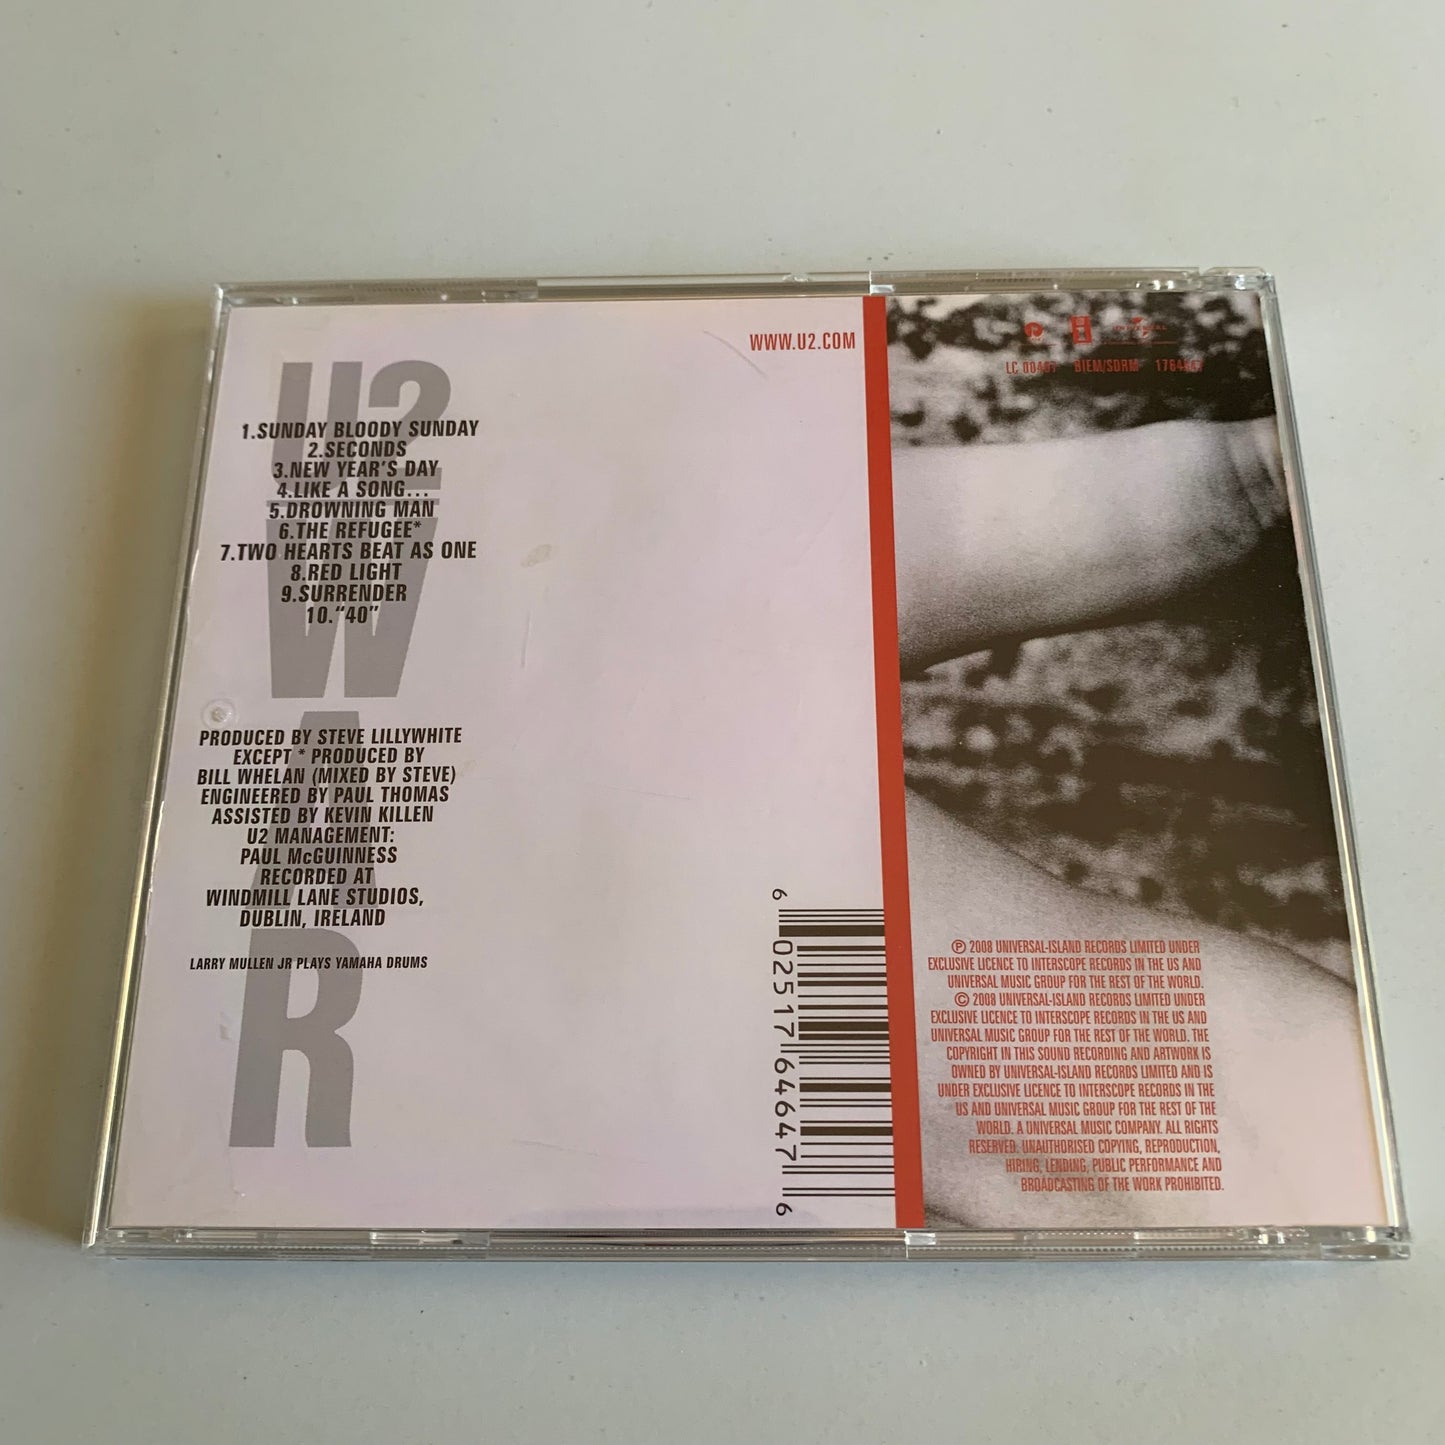 U2
WAR
1.SUNDAY BLOODY SUNDAY
2.SECONDS
3.NEW YEAR'S DAY
4.LIKE A SONG...
5.DROWNING MAN
6.THE REFUGEE*
7.TWO HEARTS BEAT AS ONE
8.RED LIGHT
9.SURRENDER
10."40"
PRODUCED BY STEVE LILLYWHITE
EXCEPT * PRODUCED BY
BILL WHELAN (MIXED BY STEVE)
ENGINEERED BY PAUL THOMAS
ASSISTED BY KEVIN KILLEN
U2 MANAGEMENT:
PAUL McGUINNESS
RECORDED AT
WINDMILL LANE STUDIOS,
DUBLIN, IRELAND
LARRY MULLEN JR PLAYS YAMAHA DRUMS
WWW.U2.COM
6 02517 64647 6
LC BIEM/SDRM
℗ 2008 UNIVERSAL-ISLAND RECORDS LIMITED UNDER
EXCLUSIVE LICENCE TO INTERSCOPE RECORDS IN THE US AND
UNIVERSAL MUSIC GROUP FOR THE REST OF THE WORLD.
© 2008 UNIVERSAL-ISLAND RECORDS LIMITED UNDER
EXCLUSIVE LICENCE TO INTERSCOPE RECORDS IN THE US AND
UNIVERSAL MUSIC GROUP FOR THE REST OF THE WORLD. THE
COPYRIGHT IN THIS SOUND RECORDING AND ARTWORK IS
OWNED BY UNIVERSAL-ISLAND RECORDS LIMITED AND IS
UNDER EXCLUSIVE LICENCE TO INTERSCOPE RECORDS IN THE
US AND UNIVERSAL MUSIC GROUP FOR THE REST OF THE
WORLD. A UNIVERSAL MUSIC COMPANY. ALL RIGHTS
RESERVED. UNAUTHORISED COPYING, REPRODUCTION,
HIRING, LENDING, PUBLIC PERFORMANCE AND
BROADCASTING OF THE WORK PROHIBITED.